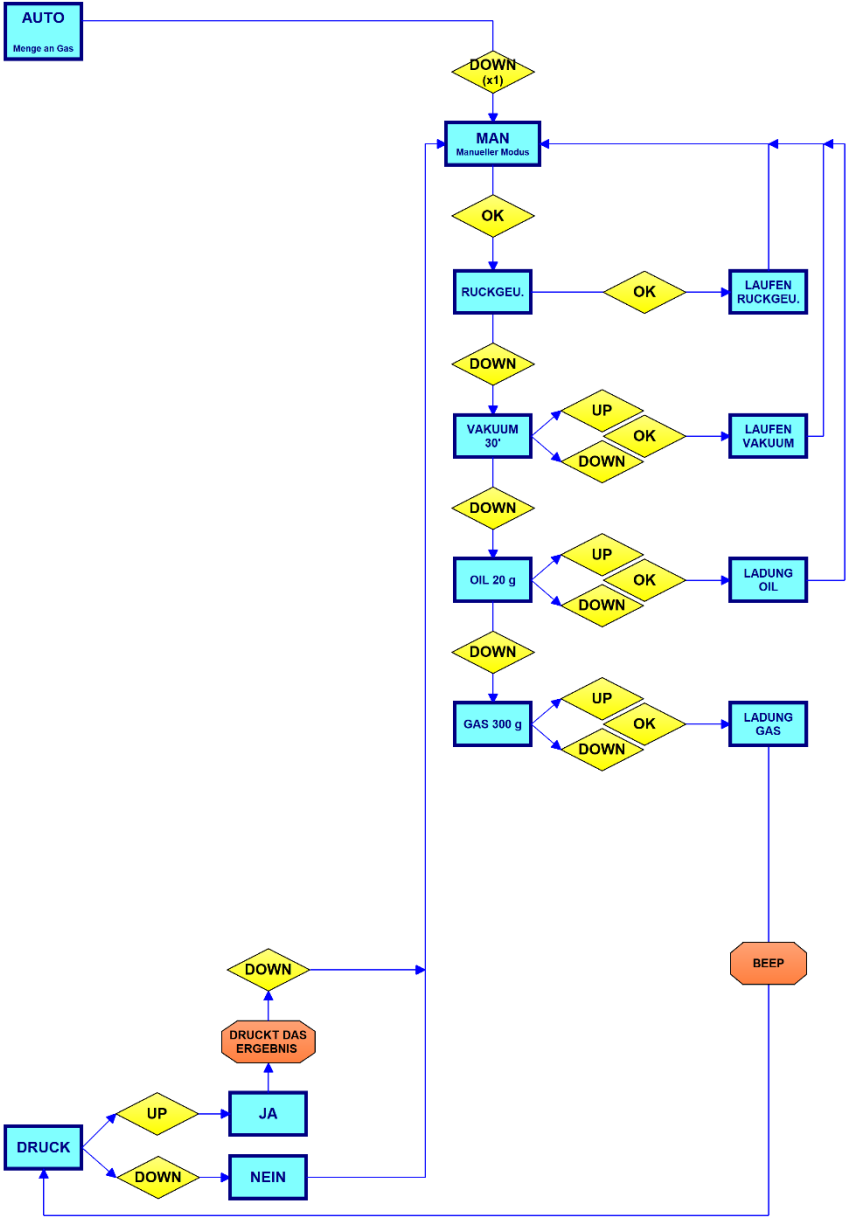 AUTO
Menge an Gas
DOWN
(x1)
MAN
Manueller Modus
OK
RUCKGEU.
OK
LAUFEN
RUCKGEU.
DOWN
VAKUUM
30'
UP
OK
DOWN
LAUFEN
VAKUUM
DOWN
OIL 20 g
UP
OK
DOWN
LADUNG
OIL
DOWN
GAS 300 g
UP
OK
DOWN
LADUNG
GAS
BEEP
DOWN
DRUCKT DAS
ERGEBNIS
UP
JA
DRUCK
DOWN
NEIN